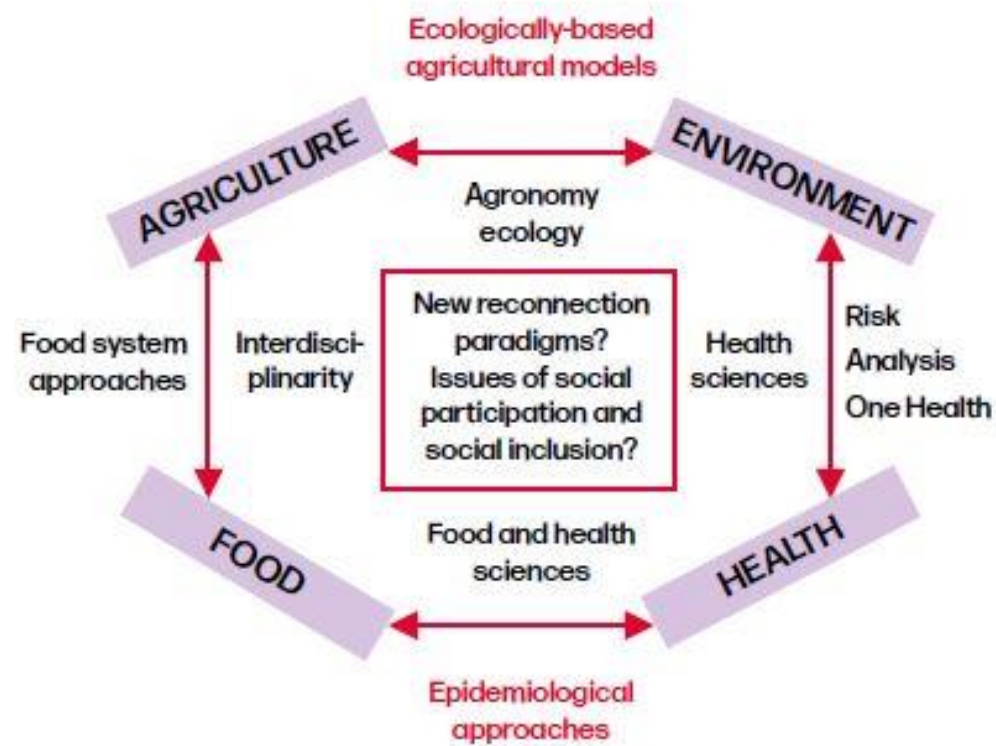 Ecologically-based
agricultural models
AGRICULTURE
ENVIRONMENT
Agronomy
ecology
Food system
approaches
Interdisci-
plinarity
New reconnection
paradigms?
Issues of social
participation and
social inclusion?
Health
sciences
Risk
Analysis
One Health
FOOD
Food and health
sciences
HEALTH
Epidemiological
approaches